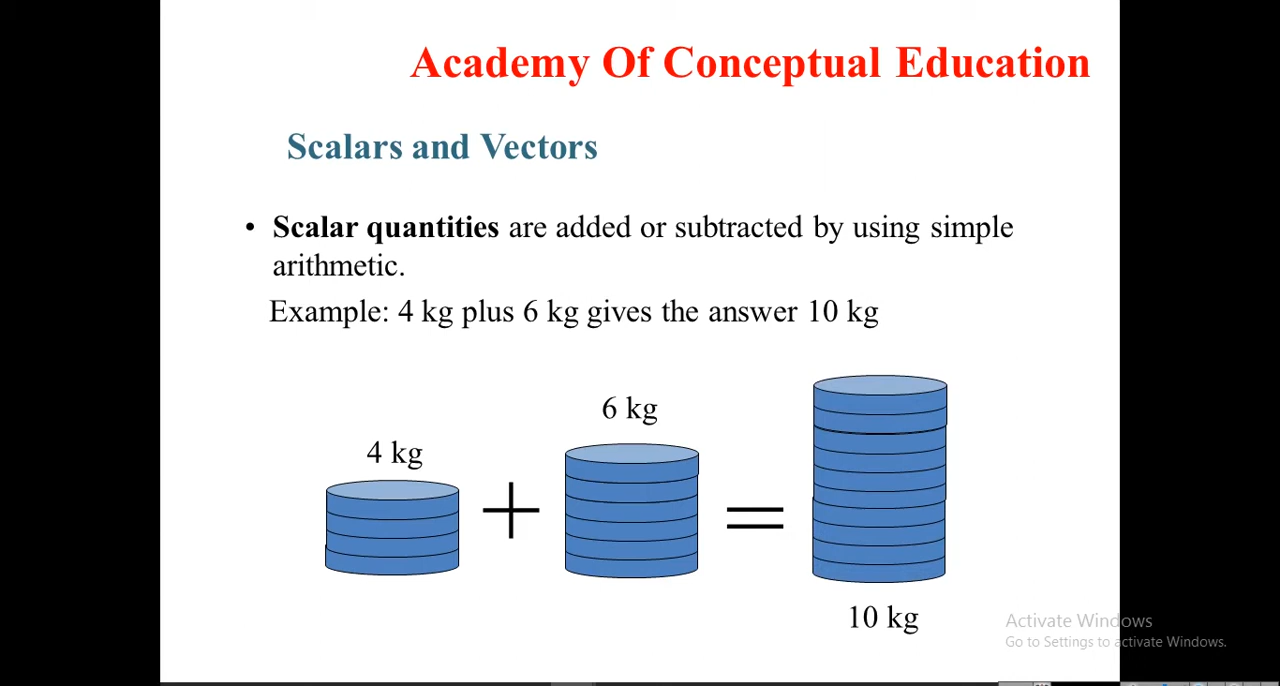 Academy Of Conceptual Education
Scalars and Vectors
• Scalar quantities are added or subtracted by using simple
arithmetic.
Example: 4 kg plus 6 kg gives the answer 10 kg
6 kg
4 kg
+
=
10 kg
Activate Windows
Go to Settings to activate Windows.